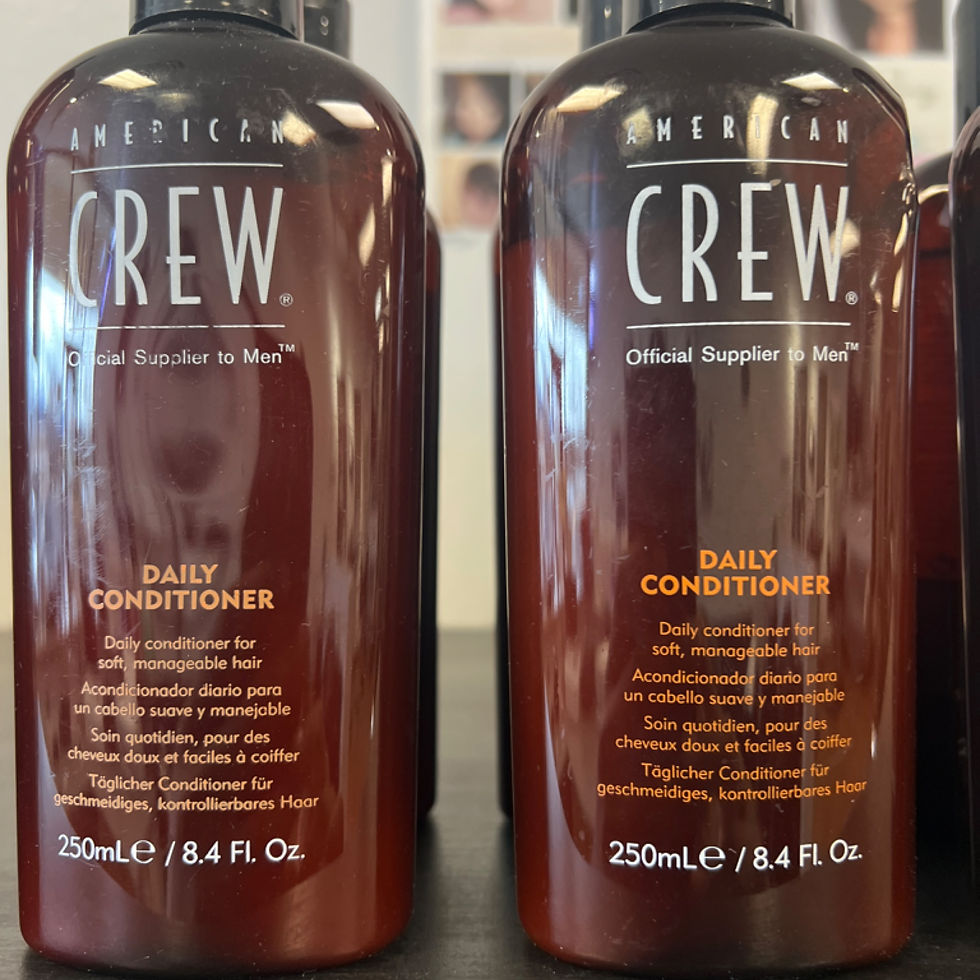 AMERICAN
CREW®
Official Supplier to Men™
DAILY
CONDITIONER
Daily conditioner for
soft, manageable hair
Acondicionador diario para
un cabello suave y manejable
Soin quotidien, pour des
cheveux doux et faciles à coiffer
Täglicher Conditioner für
geschmeidiges, kontrollierbares Haar
250mL℮ / 8.4 Fl. Oz.
AMERICAN
CREW®
Official Supplier to Men™
DAILY
CONDITIONER
Daily conditioner for
soft, manageable hair
Acondicionador diario para
un cabello suave y manejable
Soin quotidien, pour des
cheveux doux et faciles à coiffer
Täglicher Conditioner für
geschmeidiges, kontrollierbares Haar
250mL℮ / 8.4 Fl. Oz.